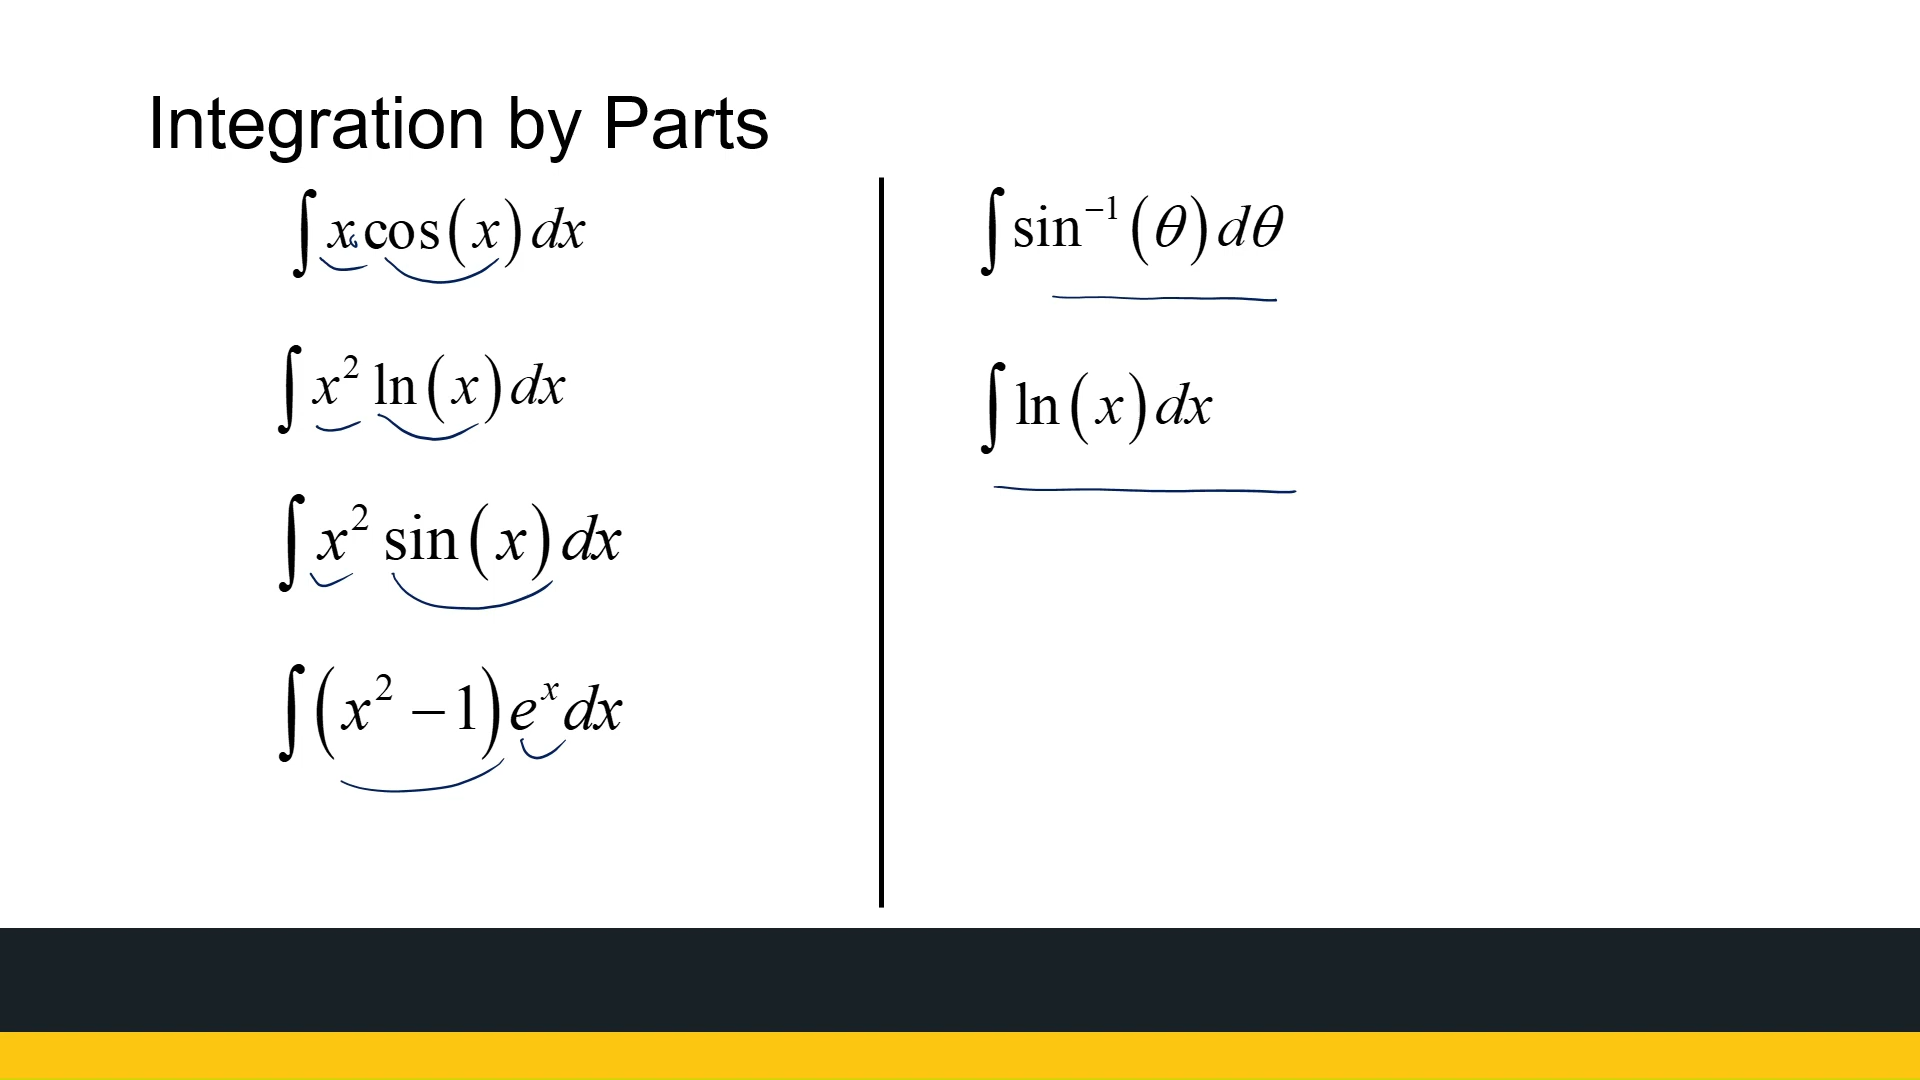 Integration by Parts
∫ x cos(x) dx
∫ x² ln(x) dx
∫ x² sin(x) dx
∫ (x² − 1) eˣ dx
∫ sin⁻¹(θ) dθ
∫ ln(x) dx